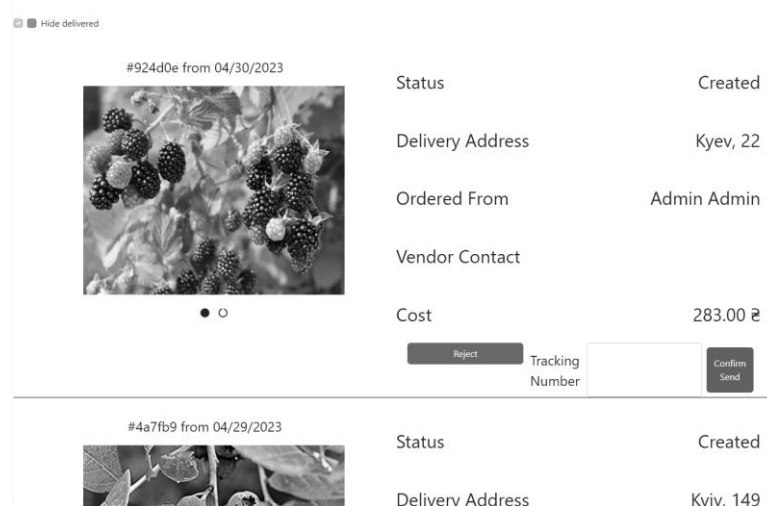 Hide delivered
#924d0e from 04/30/2023
Status Created
Delivery Address Kyev, 22
Ordered From Admin Admin
Vendor Contact
Cost 283.00 ₴
Reject
Tracking
Number
Confirm
Send
#4a7fb9 from 04/29/2023
Status Created
Delivery Address Kyiv, 149